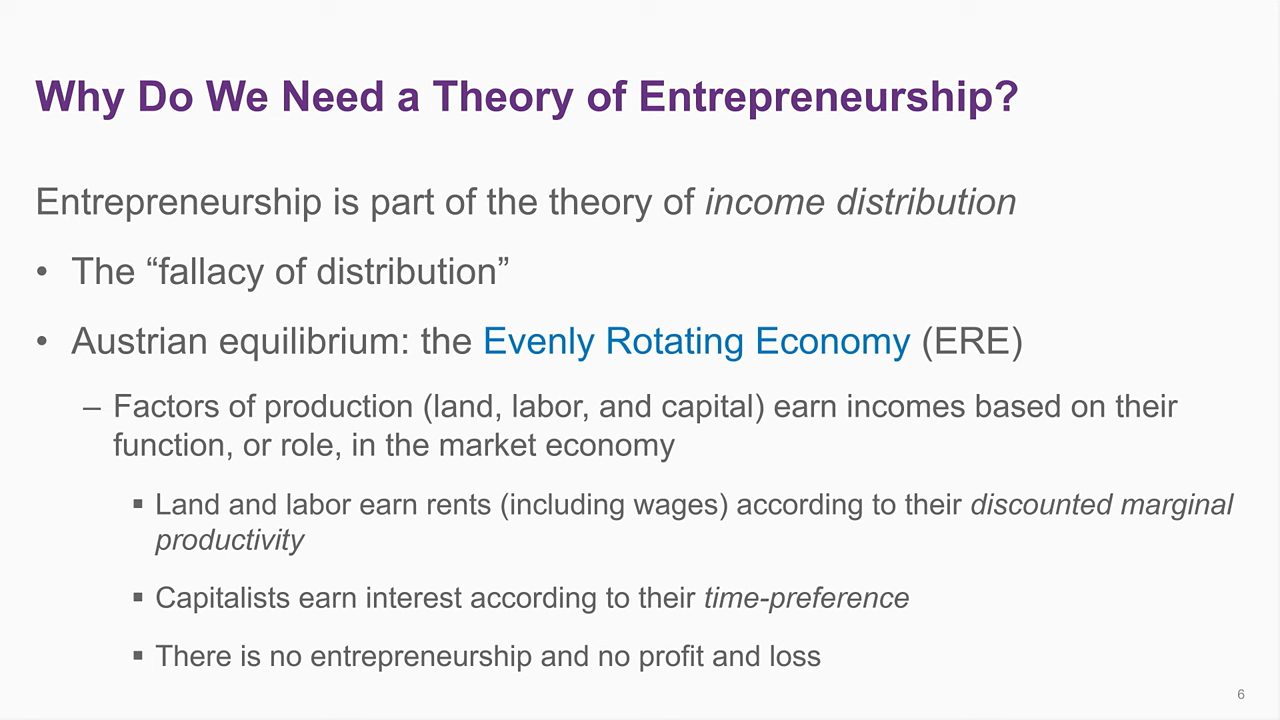 Why Do We Need a Theory of Entrepreneurship?
Entrepreneurship is part of the theory of income distribution
• The “fallacy of distribution”
• Austrian equilibrium: the Evenly Rotating Economy (ERE)
– Factors of production (land, labor, and capital) earn incomes based on their
function, or role, in the market economy
▪ Land and labor earn rents (including wages) according to their discounted marginal
productivity
▪ Capitalists earn interest according to their time-preference
▪ There is no entrepreneurship and no profit and loss
6